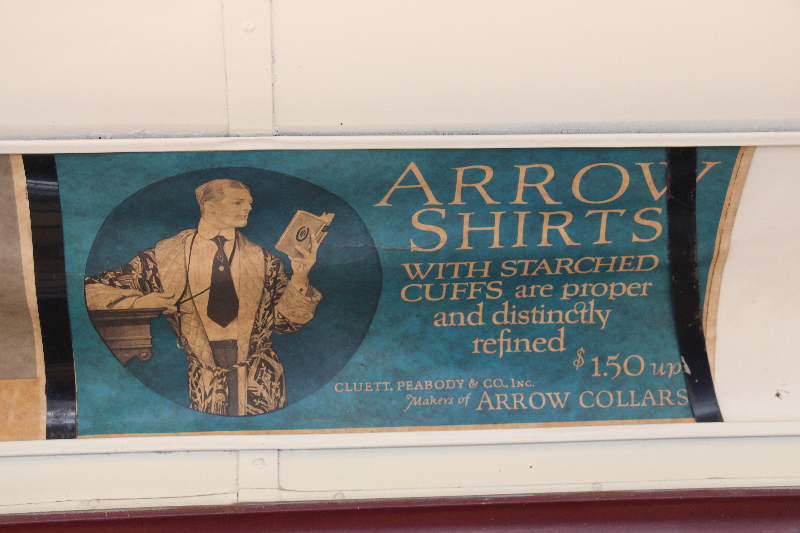 ARROW
SHIRTS
WITH STARCHED
CUFFS are proper
and distinctly
refined
$1.50 up
CLUETT, PEABODY & CO., INC.
Makers of ARROW COLLARS